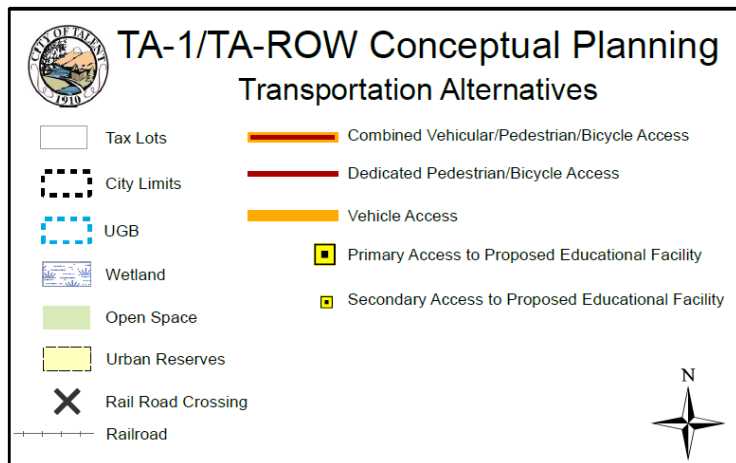 CITY OF TALENT
1910
TA-1/TA-ROW Conceptual Planning
Transportation Alternatives
Tax Lots
City Limits
UGB
Wetland
Open Space
Urban Reserves
Rail Road Crossing
Railroad
Combined Vehicular/Pedestrian/Bicycle Access
Dedicated Pedestrian/Bicycle Access
Vehicle Access
Primary Access to Proposed Educational Facility
Secondary Access to Proposed Educational Facility
N